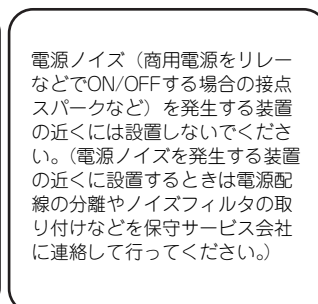 電源ノイズ（商用電源をリレー
などでON/OFFする場合の接点
スパークなど）を発生する装置
の近くには設置しないでくださ
い。（電源ノイズを発生する装置
の近くに設置するときは電源配
線の分離やノイズフィルタの取
り付けなどを保守サービス会社
に連絡して行ってください。）